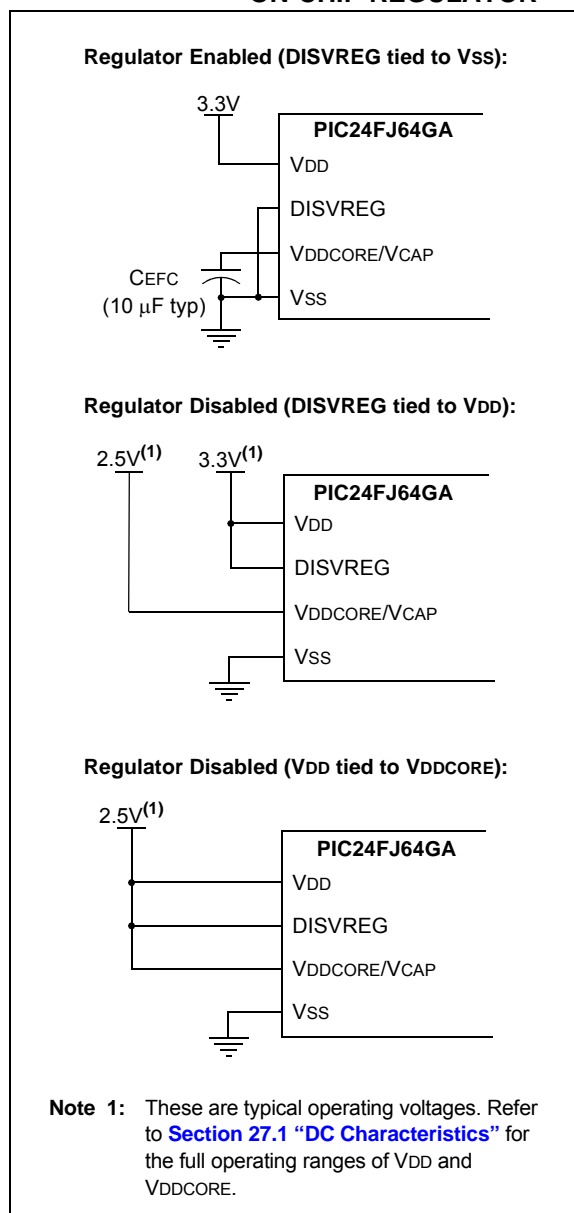 ON-CHIP REGULATOR
Regulator Enabled (DISVREG tied to VSS):
3.3V
PIC24FJ64GA
VDD
DISVREG
VDDCORE/VCAP
CEFC
(10 μF typ)
VSS
Regulator Disabled (DISVREG tied to VDD):
2.5V(1) 3.3V(1)
PIC24FJ64GA
VDD
DISVREG
VDDCORE/VCAP
VSS
Regulator Disabled (VDD tied to VDDCORE):
2.5V(1)
PIC24FJ64GA
VDD
DISVREG
VDDCORE/VCAP
VSS
Note 1: These are typical operating voltages. Refer
to Section 27.1 “DC Characteristics” for
the full operating ranges of VDD and
VDDCORE.